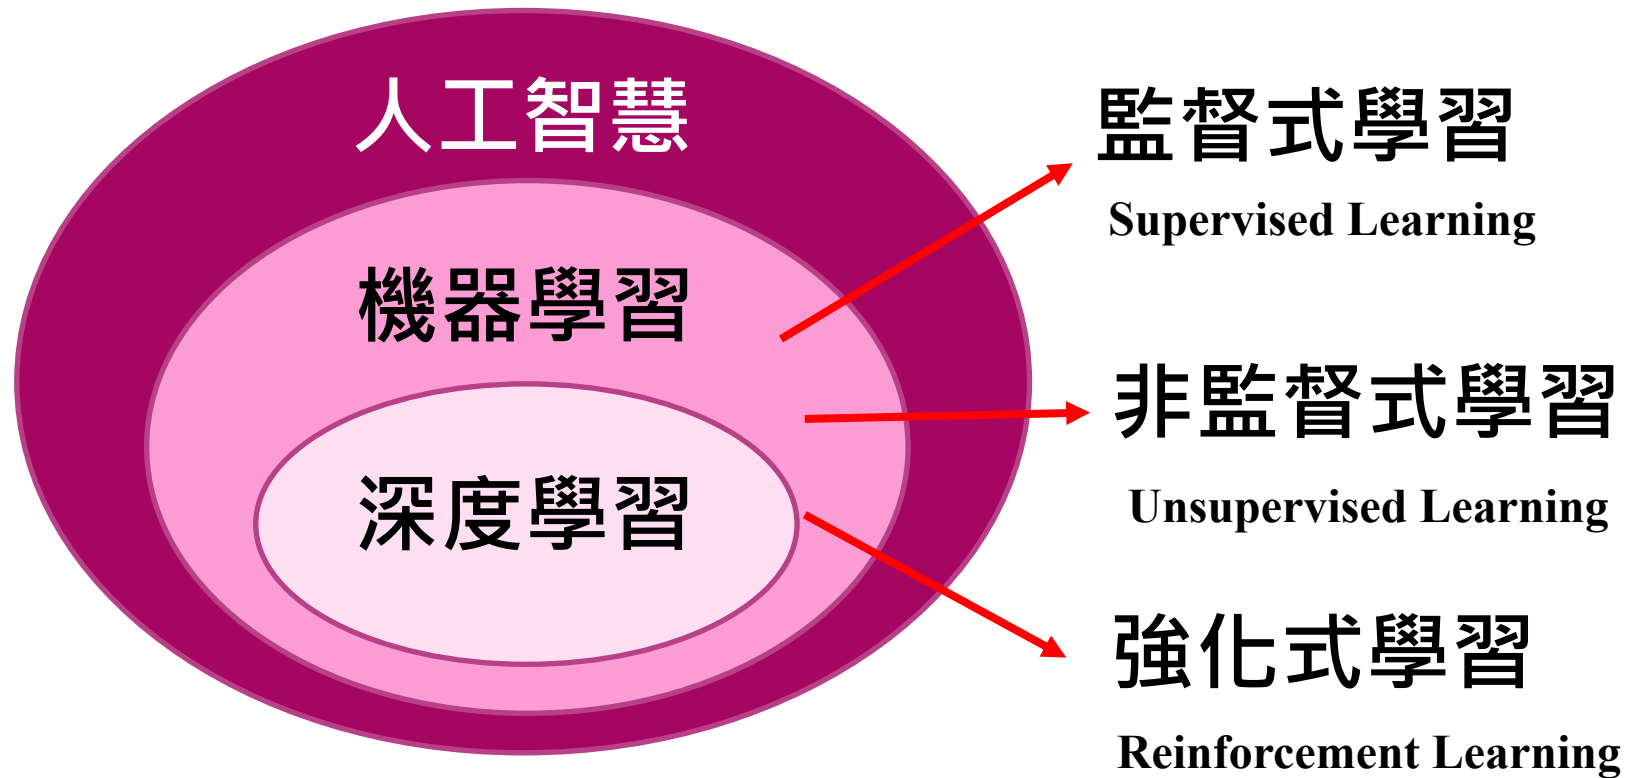 人工智慧
機器學習
深度學習
監督式學習
Supervised Learning
非監督式學習
Unsupervised Learning
強化式學習
Reinforcement Learning